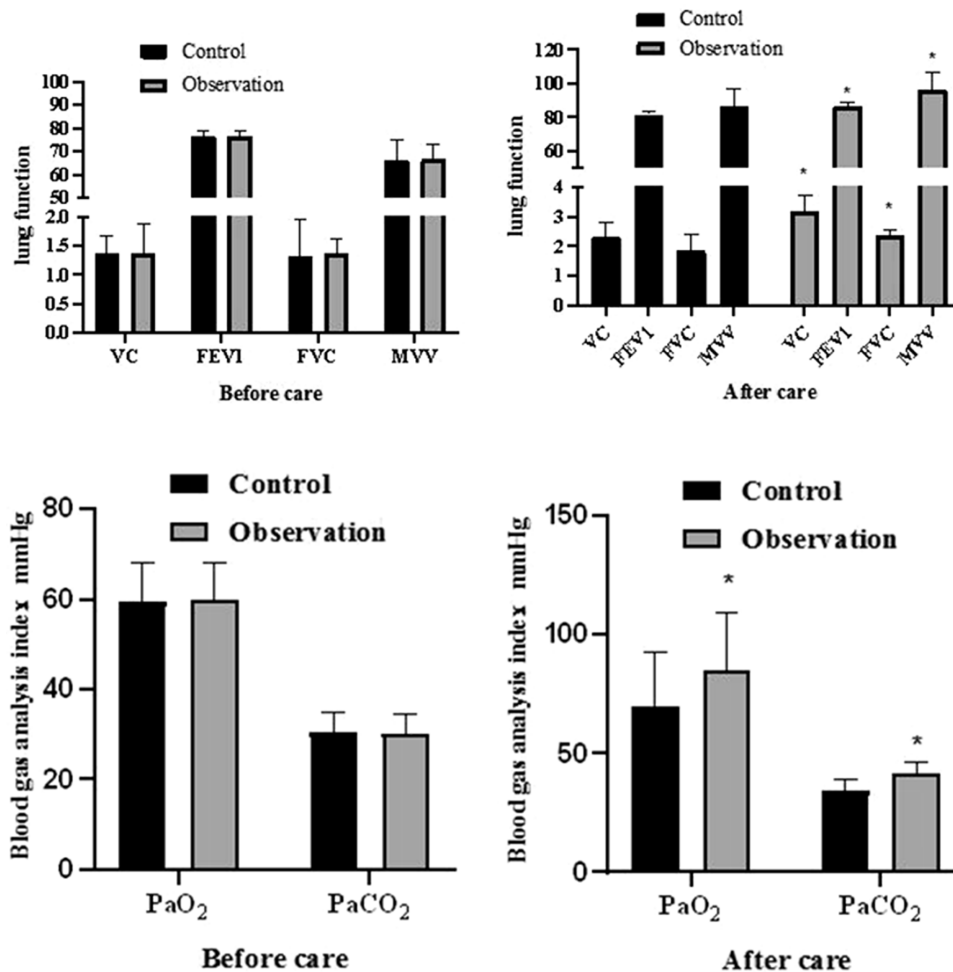 Control
Observation
lung function
100
90
80
70
60
50
2.0
1.5
1.0
0.5
0.0
VC FEV1 FVC MVV
Before care
Control
Observation
lung function
120
100
80
60
4
3
2
1
0
* * * *
VC FEV1 FVC MVV VC FEV1 FVC MVV
After care
Control
Observation
Blood gas analysis index mmHg
80
60
40
20
0
PaO₂ PaCO₂
Before care
Control
Observation
Blood gas analysis index mmHg
150
100
50
0
* *
PaO₂ PaCO₂
After care